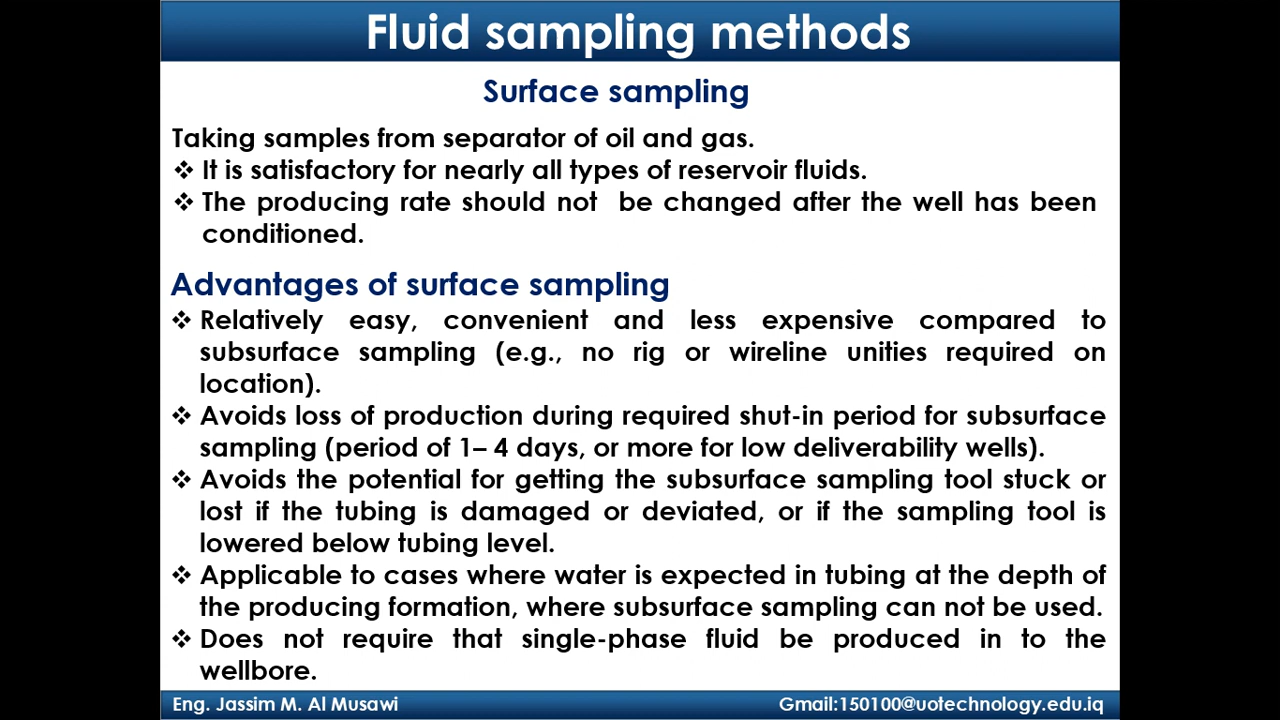 Fluid sampling methods
Surface sampling
Taking samples from separator of oil and gas.
❖ It is satisfactory for nearly all types of reservoir fluids.
❖ The producing rate should not be changed after the well has been
conditioned.
Advantages of surface sampling
❖ Relatively easy, convenient and less expensive compared to
subsurface sampling (e.g., no rig or wireline unities required on
location).
❖ Avoids loss of production during required shut-in period for subsurface
sampling (period of 1– 4 days, or more for low deliverability wells).
❖ Avoids the potential for getting the subsurface sampling tool stuck or
lost if the tubing is damaged or deviated, or if the sampling tool is
lowered below tubing level.
❖ Applicable to cases where water is expected in tubing at the depth of
the producing formation, where subsurface sampling can not be used.
❖ Does not require that single-phase fluid be produced in to the
wellbore.
Eng. Jassim M. Al Musawi
Gmail:150100@uotechnology.edu.iq